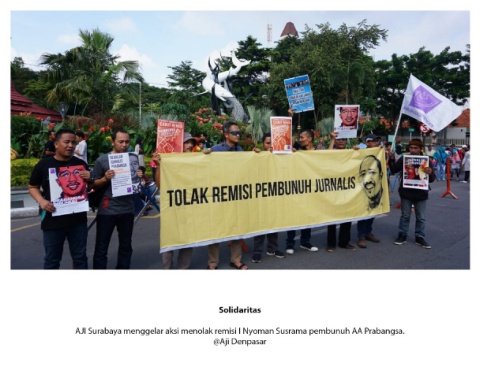 TOLAK REMISI PEMBUNUH JURNALIS
Solidaritas
AJI Surabaya menggelar aksi menolak remisi I Nyoman Susrama pembunuh AA Prabangsa.
@Aji Denpasar